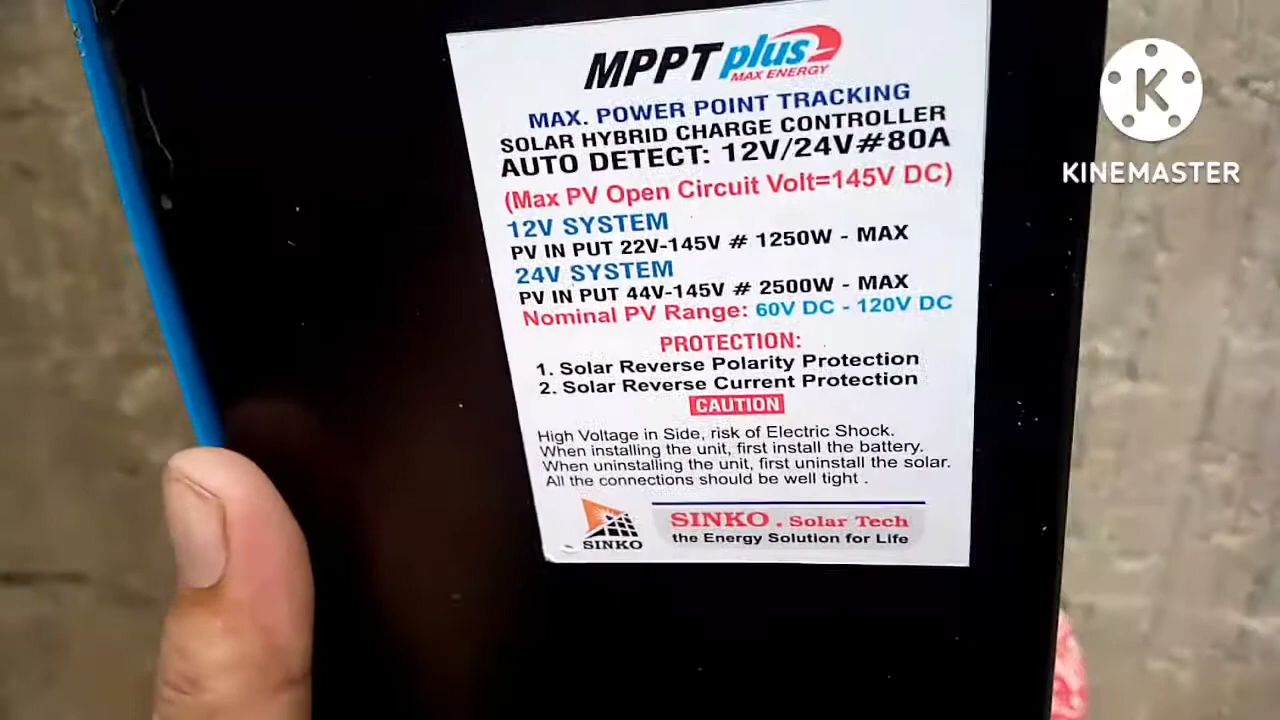 MPPT plus
MAX ENERGY
MAX. POWER POINT TRACKING
SOLAR HYBRID CHARGE CONTROLLER
AUTO DETECT: 12V/24V#80A
(Max PV Open Circuit Volt=145V DC)
12V SYSTEM
PV IN PUT 22V-145V # 1250W - MAX
24V SYSTEM
PV IN PUT 44V-145V # 2500W - MAX
Nominal PV Range: 60V DC - 120V DC
PROTECTION:
1. Solar Reverse Polarity Protection
2. Solar Reverse Current Protection
CAUTION
High Voltage in Side, risk of Electric Shock.
When installing the unit, first install the battery.
When uninstalling the unit, first uninstall the solar.
All the connections should be well tight .
SINKO
SINKO . Solar Tech
the Energy Solution for Life
K
KINEMASTER